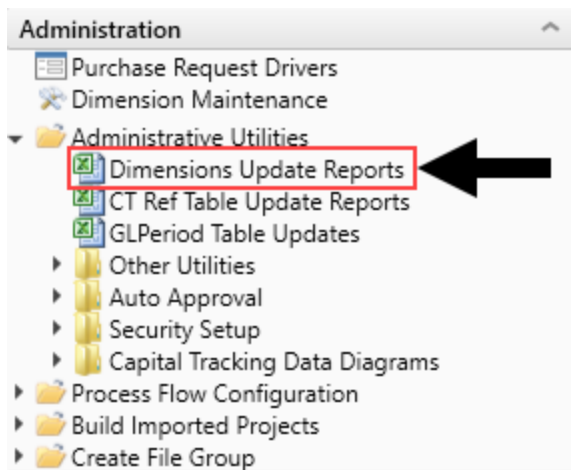 Administration
Purchase Request Drivers
Dimension Maintenance
Administrative Utilities
Dimensions Update Reports
CT Ref Table Update Reports
GLPeriod Table Updates
Other Utilities
Auto Approval
Security Setup
Capital Tracking Data Diagrams
Process Flow Configuration
Build Imported Projects
Create File Group